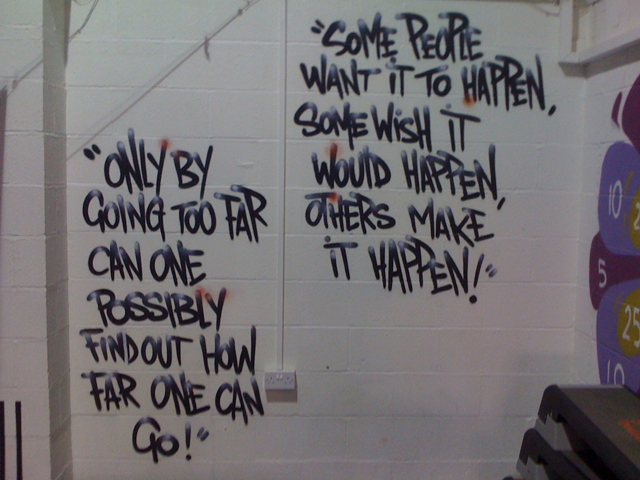 "ONLY BY
GOING TOO FAR
CAN ONE
POSSIBLY
FIND OUT HOW
FAR ONE CAN
GO!"
"SOME PEOPLE
WANT IT TO HAPPEN,
SOME WISH IT
WOULD HAPPEN,
OTHERS MAKE
IT HAPPEN!"
10
5
25
10